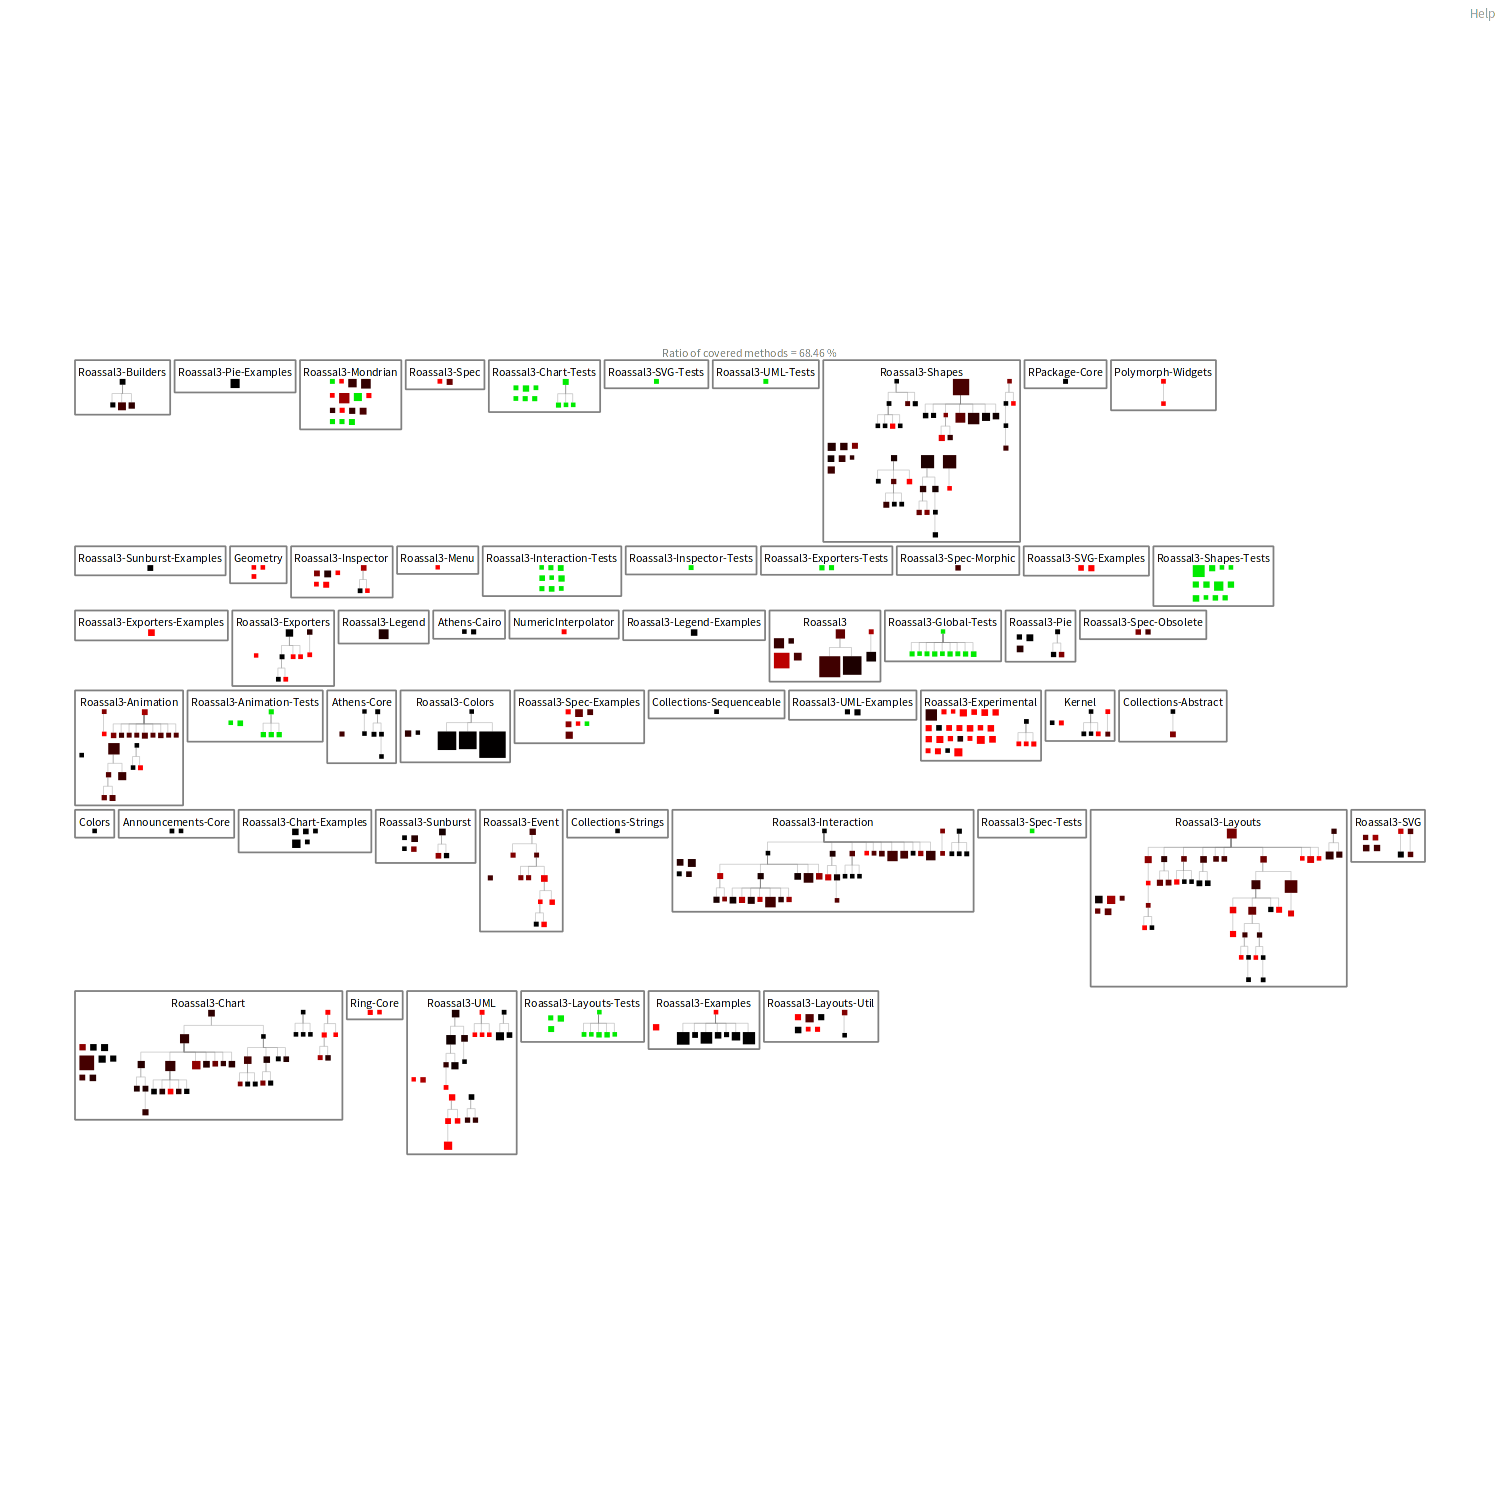 Help
Ratio of covered methods = 68.46 %
Roassal3-Builders
Roassal3-Pie-Examples
Roassal3-Mondrian
Roassal3-Spec
Roassal3-Chart-Tests
Roassal3-SVG-Tests
Roassal3-UML-Tests
Roassal3-Shapes
RPackage-Core
Polymorph-Widgets
Roassal3-Sunburst-Examples
Geometry
Roassal3-Inspector
Roassal3-Menu
Roassal3-Interaction-Tests
Roassal3-Inspector-Tests
Roassal3-Exporters-Tests
Roassal3-Spec-Morphic
Roassal3-SVG-Examples
Roassal3-Shapes-Tests
Roassal3-Exporters-Examples
Roassal3-Exporters
Roassal3-Legend
Athens-Cairo
NumericInterpolator
Roassal3-Legend-Examples
Roassal3
Roassal3-Global-Tests
Roassal3-Pie
Roassal3-Spec-Obsolete
Roassal3-Animation
Roassal3-Animation-Tests
Athens-Core
Roassal3-Colors
Roassal3-Spec-Examples
Collections-Sequenceable
Roassal3-UML-Examples
Roassal3-Experimental
Kernel
Collections-Abstract
Colors
Announcements-Core
Roassal3-Chart-Examples
Roassal3-Sunburst
Roassal3-Event
Collections-Strings
Roassal3-Interaction
Roassal3-Spec-Tests
Roassal3-Layouts
Roassal3-SVG
Roassal3-Chart
Ring-Core
Roassal3-UML
Roassal3-Layouts-Tests
Roassal3-Examples
Roassal3-Layouts-Util